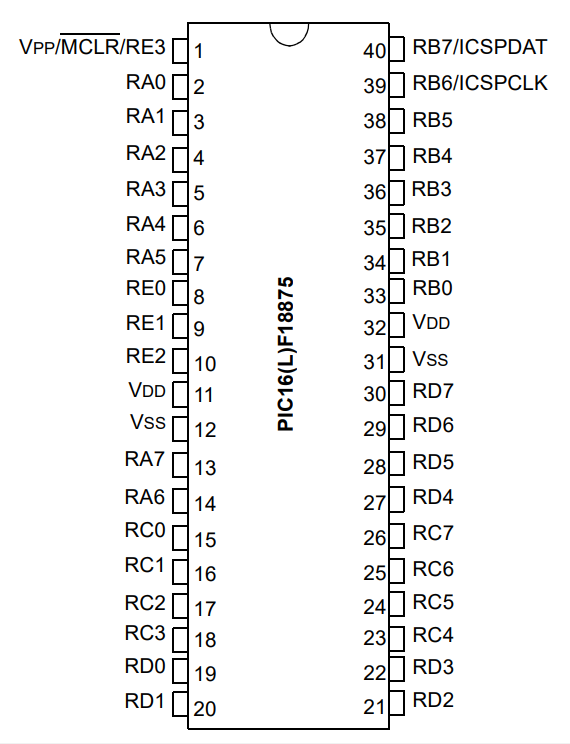 VPP/MCLR/RE3 1 40 RB7/ICSPDAT
RA0 2 39 RB6/ICSPCLK
RA1 3 38 RB5
RA2 4 37 RB4
RA3 5 36 RB3
RA4 6 35 RB2
RA5 7 34 RB1
RE0 8 33 RB0
RE1 9 32 VDD
RE2 10 31 VSS
VDD 11 30 RD7
VSS 12 29 RD6
RA7 13 28 RD5
RA6 14 27 RD4
RC0 15 26 RC7
RC1 16 25 RC6
RC2 17 24 RC5
RC3 18 23 RC4
RD0 19 22 RD3
RD1 20 21 RD2
PIC16(L)F18875